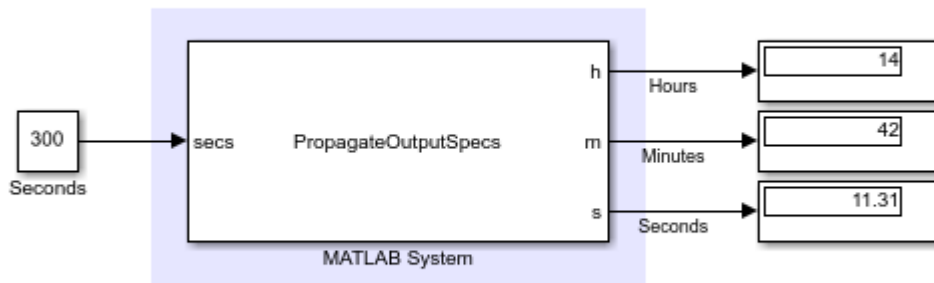 300
Seconds
secs
PropagateOutputSpecs
h
m
s
MATLAB System
Hours
14
Minutes
42
Seconds
11.31